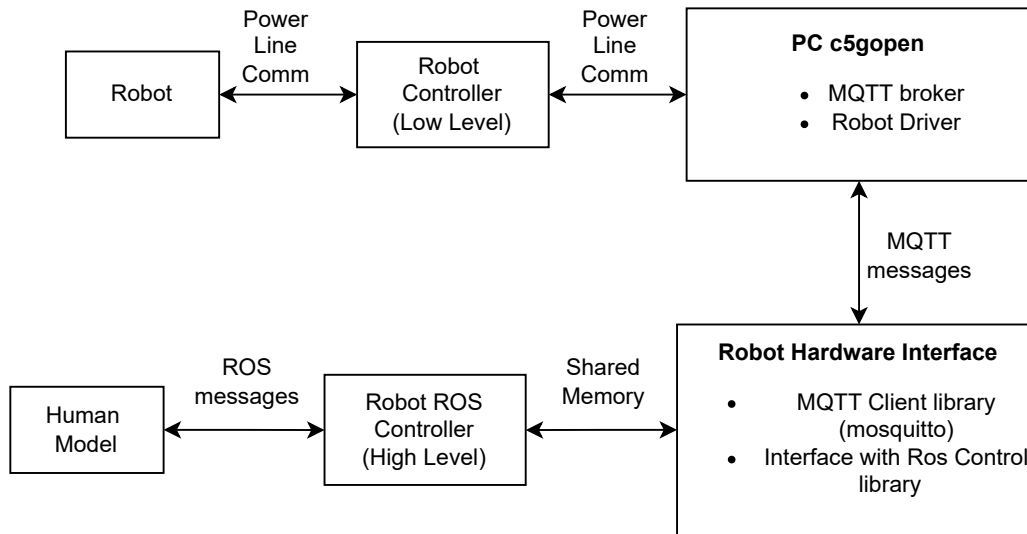 Power
Line
Comm
Power
Line
Comm
Robot
Robot
Controller
(Low Level)
PC c5gopen
• MQTT broker
• Robot Driver
MQTT
messages
Human
Model
ROS
messages
Robot ROS
Controller
(High Level)
Shared
Memory
Robot Hardware Interface
• MQTT Client library
(mosquitto)
• Interface with Ros Control
library